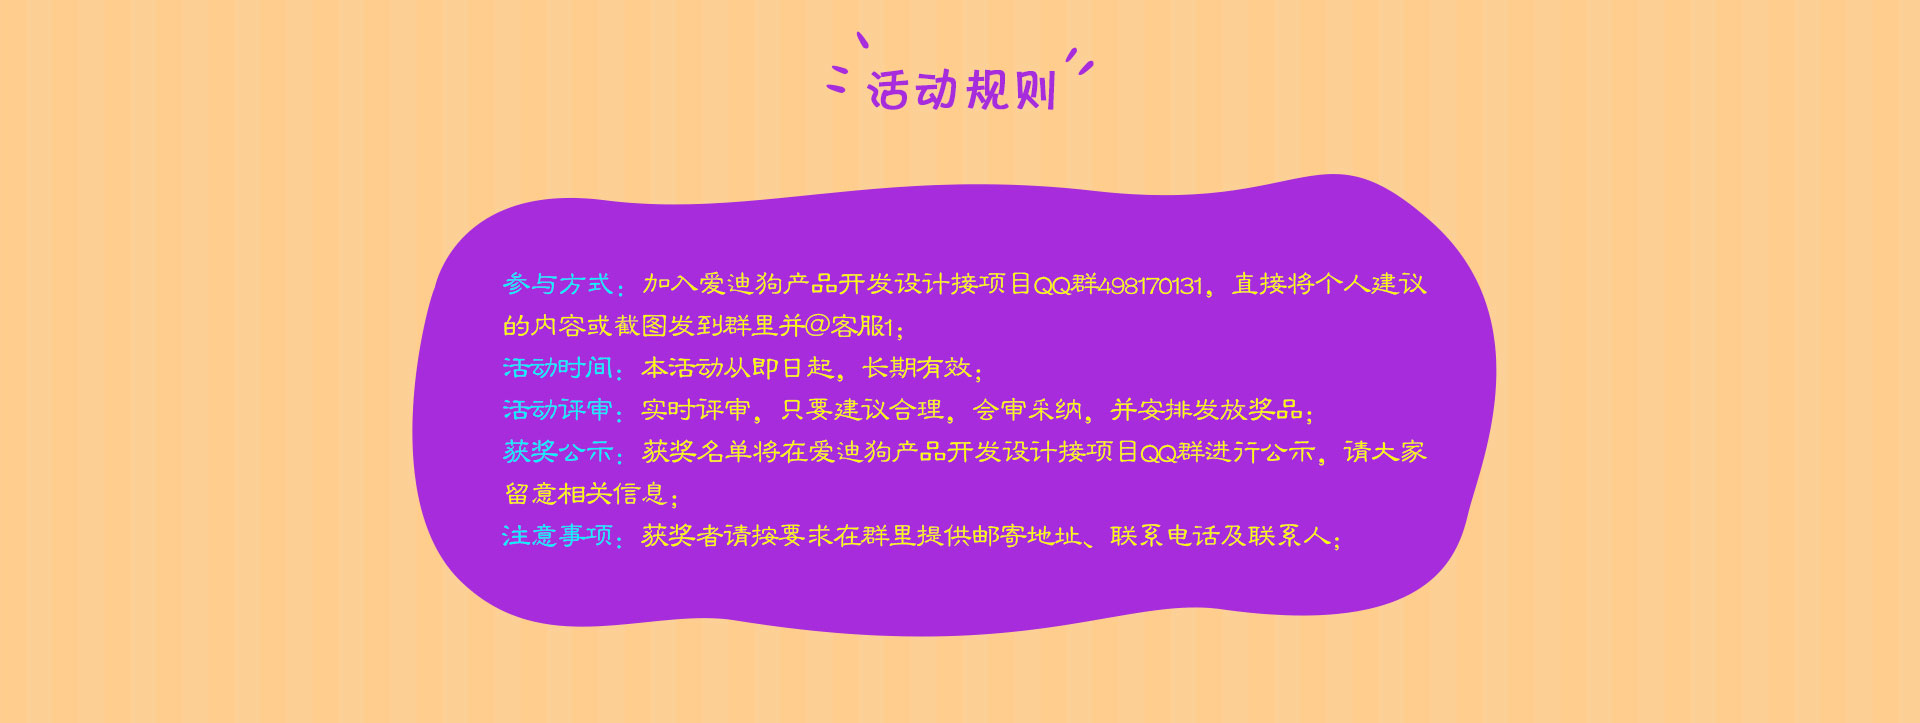 活动规则
参与方式：加入爱迪狗产品开发设计接项目QQ群498170131，直接将个人建议
的内容或截图发到群里并@客服1；
活动时间：本活动从即日起，长期有效；
活动评审：实时评审，只要建议合理，会审采纳，并安排发放奖品；
获奖公示：获奖名单将在爱迪狗产品开发设计接项目QQ群进行公示，请大家
留意相关信息；
注意事项：获奖者请按要求在群里提供邮寄地址、联系电话及联系人；